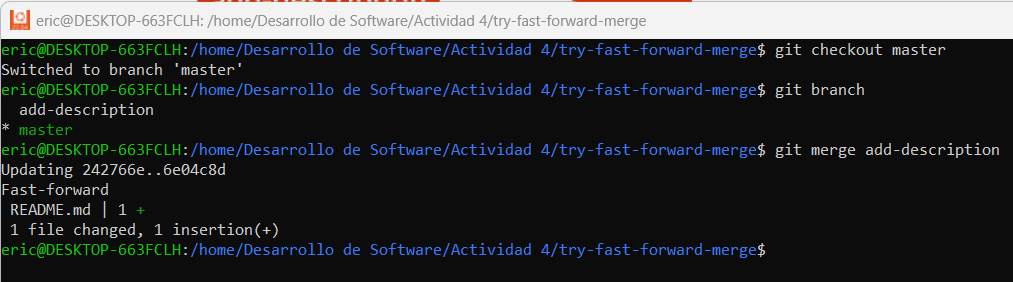 eric@DESKTOP-663FCLH: /home/Desarrollo de Software/Actividad 4/try-fast-forward-merge
eric@DESKTOP-663FCLH:/home/Desarrollo de Software/Actividad 4/try-fast-forward-merge$ git checkout master
Switched to branch 'master'
eric@DESKTOP-663FCLH:/home/Desarrollo de Software/Actividad 4/try-fast-forward-merge$ git branch
  add-description
* master
eric@DESKTOP-663FCLH:/home/Desarrollo de Software/Actividad 4/try-fast-forward-merge$ git merge add-description
Updating 242766e..6e04c8d
Fast-forward
 README.md | 1 +
 1 file changed, 1 insertion(+)
eric@DESKTOP-663FCLH:/home/Desarrollo de Software/Actividad 4/try-fast-forward-merge$